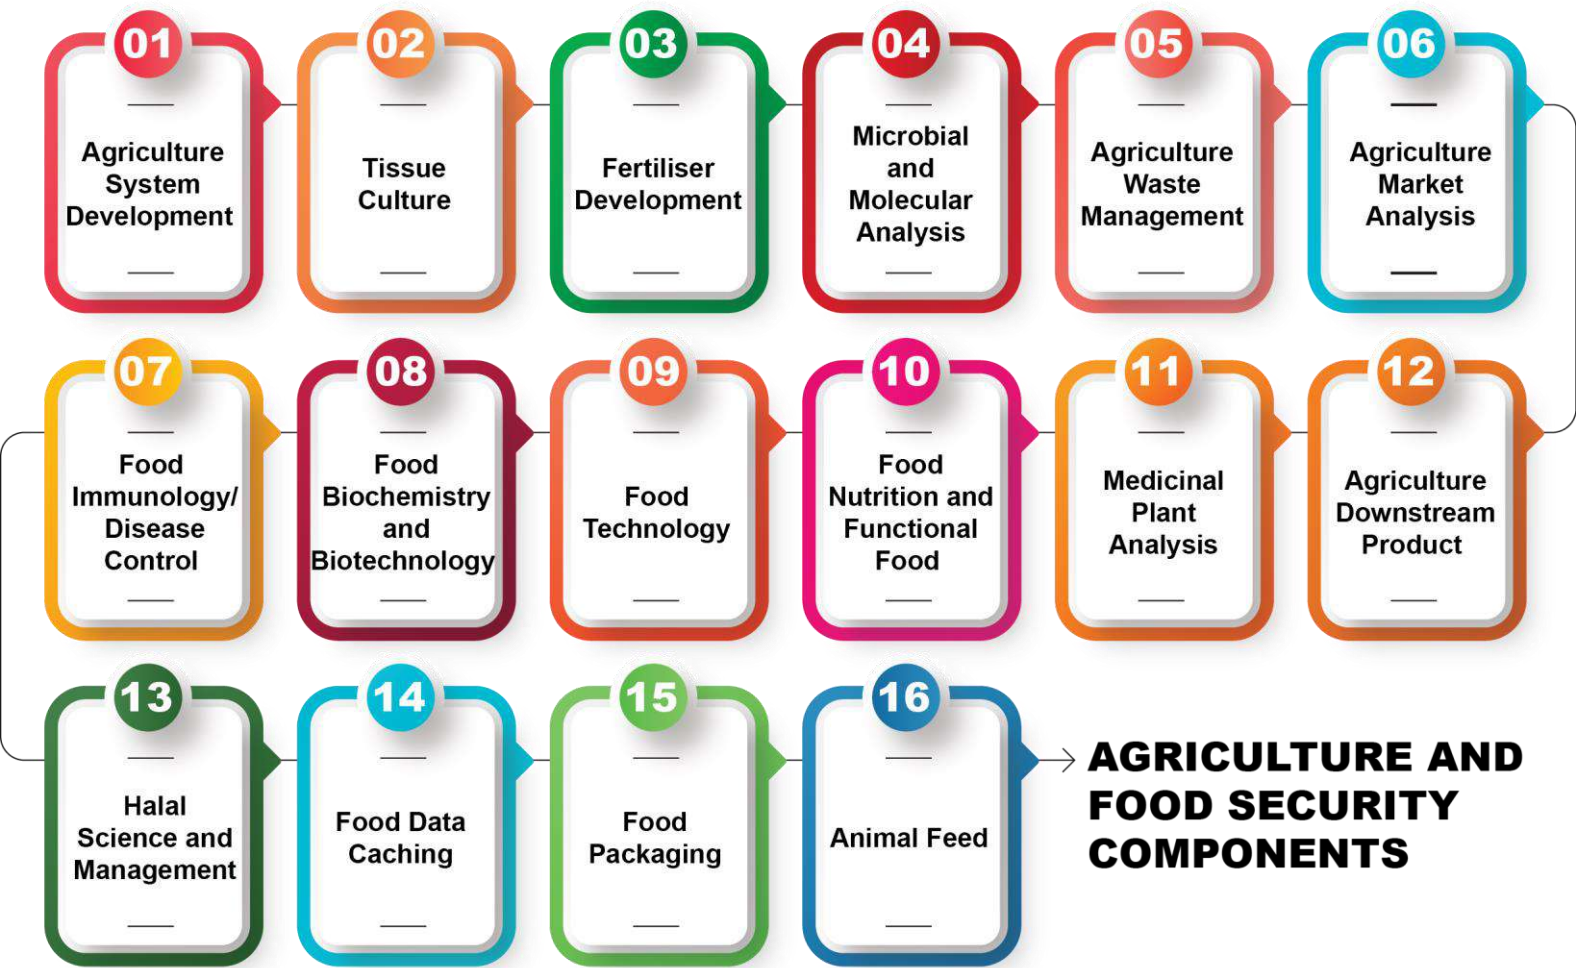 01
Agriculture
System
Development
02
Tissue
Culture
03
Fertiliser
Development
04
Microbial
and
Molecular
Analysis
05
Agriculture
Waste
Management
06
Agriculture
Market
Analysis
07
Food
Immunology/
Disease
Control
08
Food
Biochemistry
and
Biotechnology
09
Food
Technology
10
Food
Nutrition and
Functional
Food
11
Medicinal
Plant
Analysis
12
Agriculture
Downstream
Product
13
Halal
Science and
Management
14
Food Data
Caching
15
Food
Packaging
16
Animal Feed
AGRICULTURE AND
FOOD SECURITY
COMPONENTS